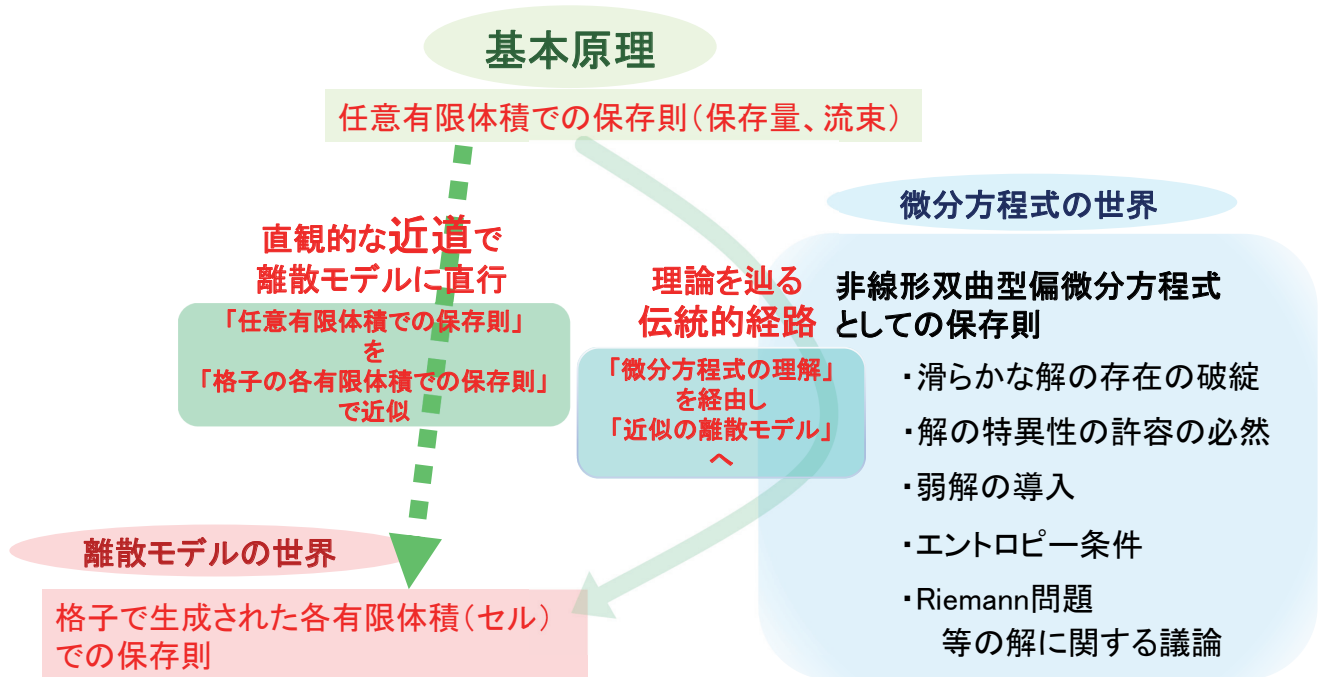 基本原理
任意有限体積での保存則（保存量、流束）
直観的な近道で
離散モデルに直行
「任意有限体積での保存則」
を
「格子の各有限体積での保存則」
で近似
理論を辿る
伝統的経路
「微分方程式の理解」
を経由し
「近似の離散モデル」
へ
微分方程式の世界
非線形双曲型偏微分方程式
としての保存則
・滑らかな解の存在の破綻
・解の特異性の許容の必然
・弱解の導入
・エントロピー条件
・Riemann問題
等の解に関する議論
離散モデルの世界
格子で生成された各有限体積（セル）
での保存則